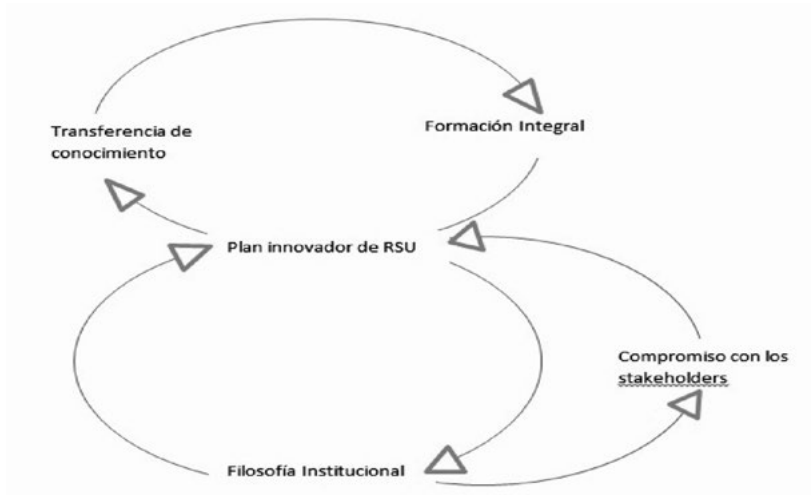 Transferencia de
conocimiento
Formación Integral
Plan innovador de RSU
Compromiso con los
stakeholders
Filosofía Institucional